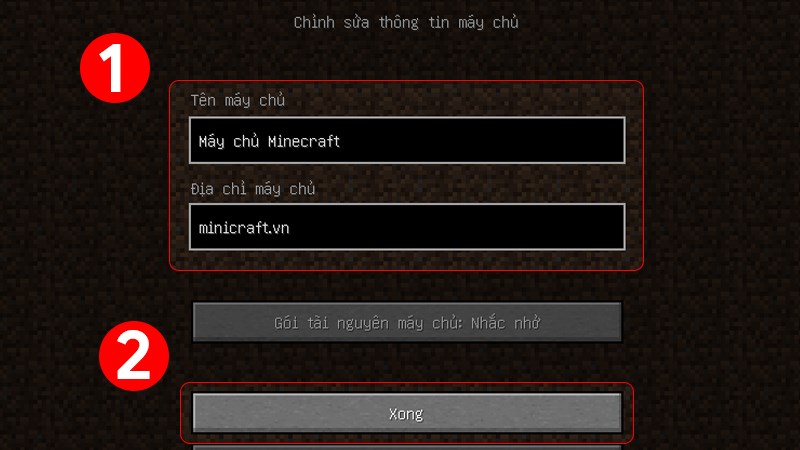 Chỉnh sửa thông tin máy chủ
1
Tên máy chủ
Máy chủ Minecraft
Địa chỉ máy chủ
minicraft.vn
Gói tài nguyên máy chủ: Nhắc nhở
2
Xong